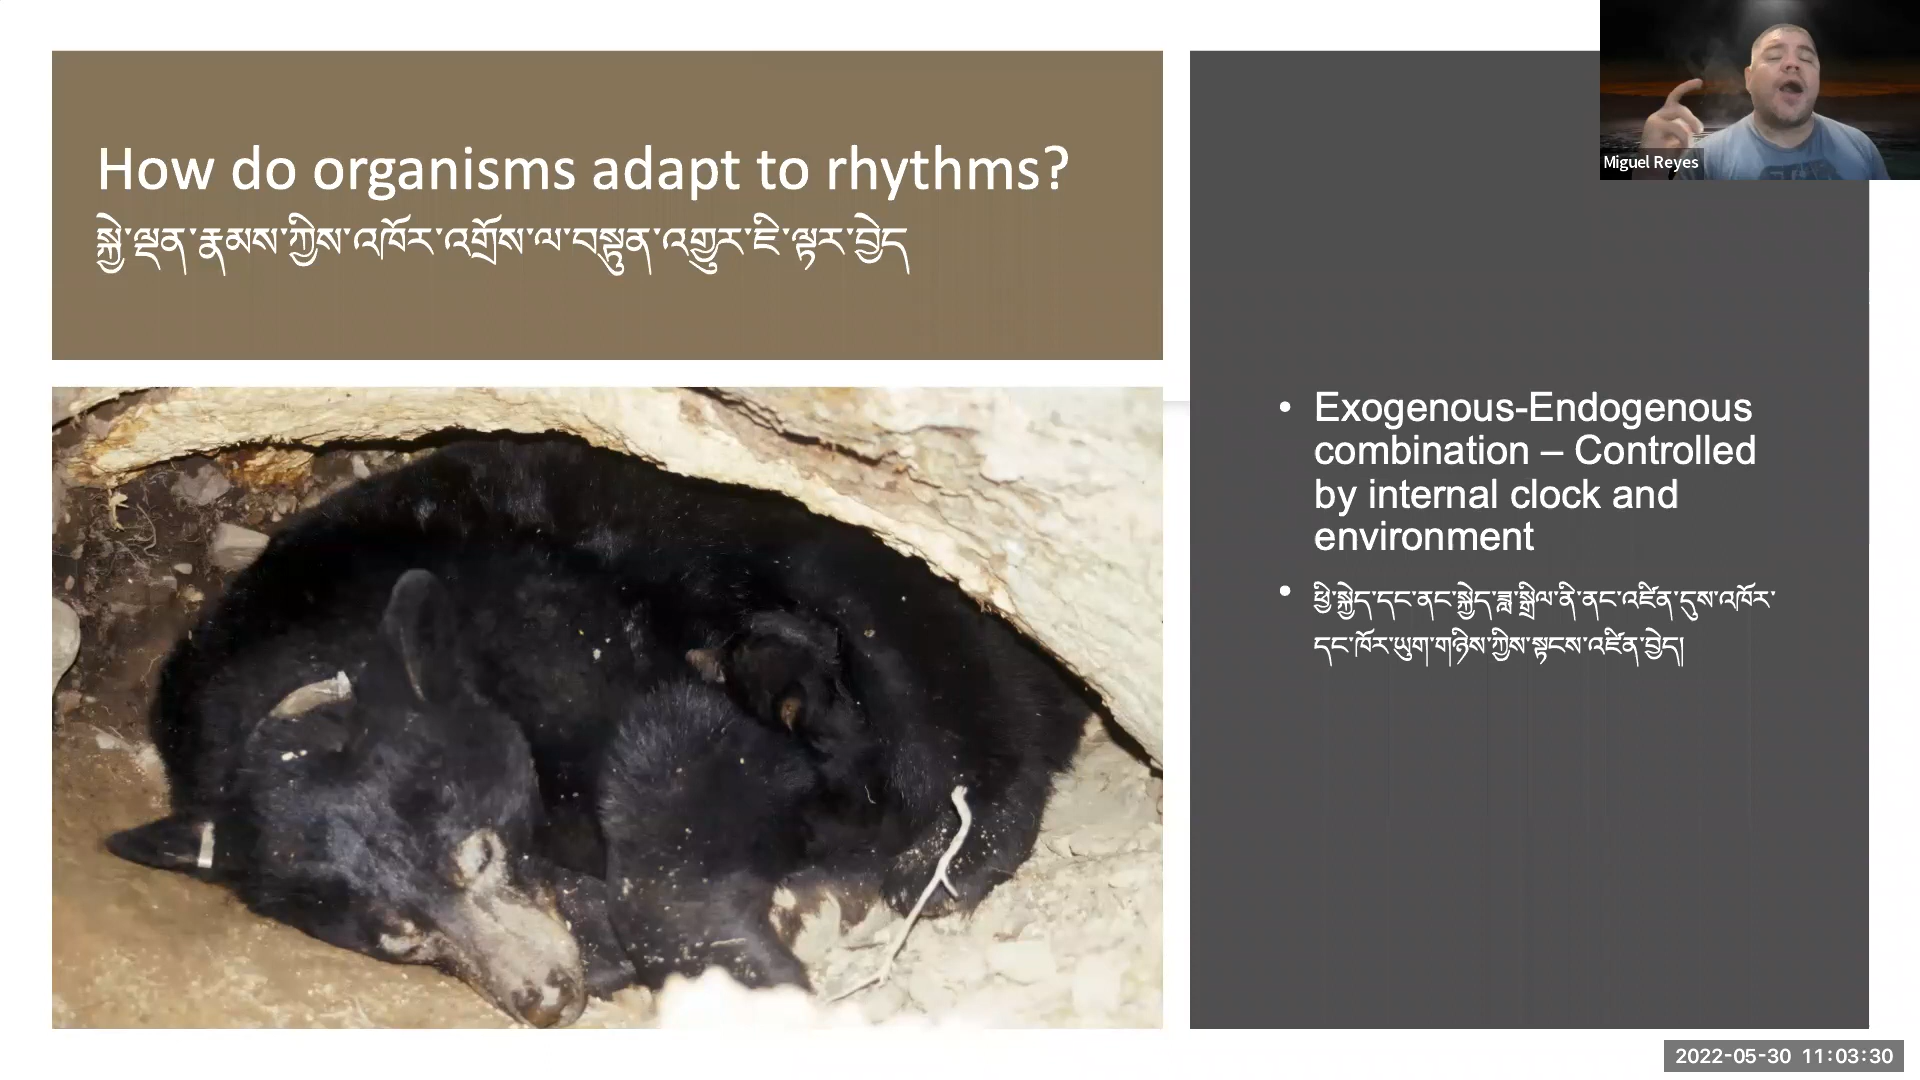 How do organisms adapt to rhythms?
སྐྱེ་ལྡན་རྣམས་ཀྱིས་འཁོར་འགྲོས་ལ་བསྟུན་འགྱུར་ཇི་ལྟར་བྱེད
Miguel Reyes
• Exogenous-Endogenous
combination – Controlled
by internal clock and
environment
• ཕྱི་སྐྱེད་དང་ནང་སྐྱེད་ཟླ་སྒྲིལ་ནི་ནང་འཛིན་དུས་འཁོར་
དང་ཁོར་ཡུག་གཉིས་ཀྱིས་སྟངས་འཛིན་བྱེད།
2022-05-30 11:03:30